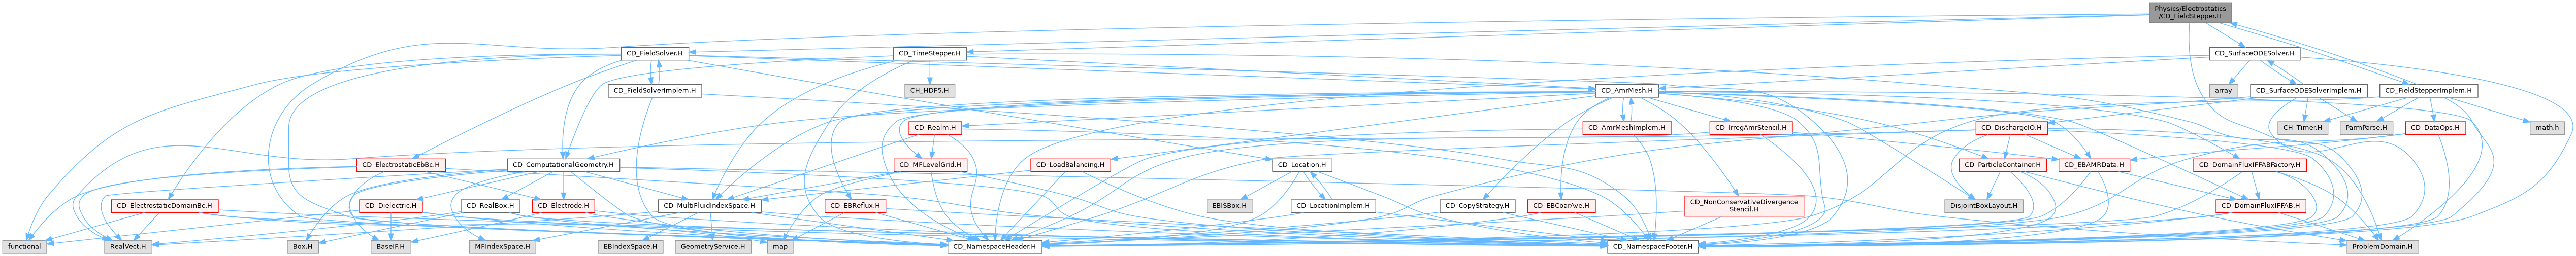 Physics/Electrostatics
/CD_FieldStepper.H
CD_FieldSolver.H
CD_TimeStepper.H
CD_SurfaceODESolver.H
CD_FieldSolverImplem.H
CH_HDF5.H
CD_AmrMesh.H
array
CD_SurfaceODESolverImplem.H
CD_FieldStepperImplem.H
CD_Realm.H
CD_AmrMeshImplem.H
CD_IrregAmrStencil.H
CD_DischargeIO.H
CH_Timer.H
ParmParse.H
CD_DataOps.H
math.h
CD_ElectrostaticEbBc.H
CD_ComputationalGeometry.H
CD_MFLevelGrid.H
CD_LoadBalancing.H
CD_Location.H
CD_ParticleContainer.H
CD_EBAMRData.H
CD_DomainFluxIFFABFactory.H
CD_ElectrostaticDomainBc.H
CD_Dielectric.H
CD_RealBox.H
CD_Electrode.H
CD_MultiFluidIndexSpace.H
CD_EBReflux.H
EBISBox.H
CD_LocationImplem.H
CD_CopyStrategy.H
CD_EBCoarAve.H
CD_NonConservativeDivergence
Stencil.H
DisjointBoxLayout.H
CD_DomainFluxIFFAB.H
functional
RealVect.H
Box.H
BaseIF.H
MFIndexSpace.H
EBIndexSpace.H
GeometryService.H
map
CD_NamespaceHeader.H
CD_NamespaceFooter.H
ProblemDomain.H